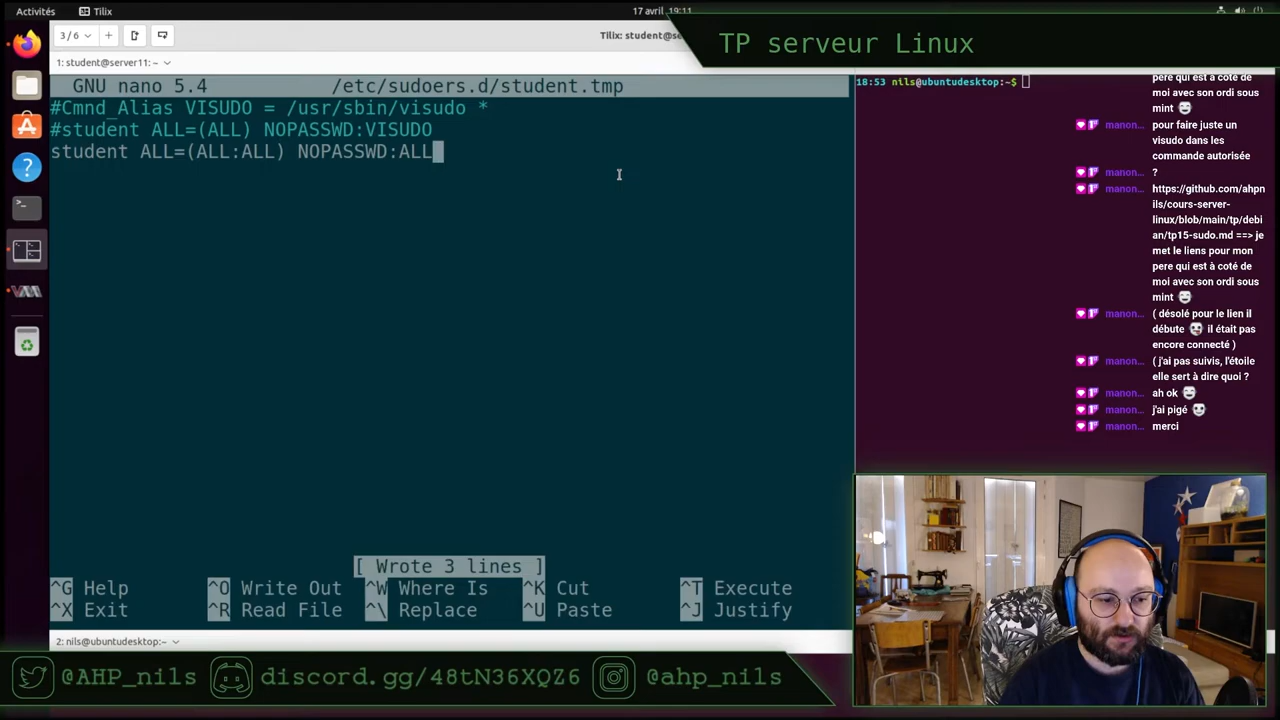 Activités
Tilix
17 avril 19:11
TP serveur Linux
3/6
Tilix: student@se
1: student@server11: ~
GNU nano 5.4 /etc/sudoers.d/student.tmp
#Cmnd_Alias VISUDO = /usr/sbin/visudo *
#student ALL=(ALL) NOPASSWD:VISUDO
student ALL=(ALL:ALL) NOPASSWD:ALL
[ Wrote 3 lines ]
^G Help ^O Write Out ^W Where Is ^K Cut ^T Execute
^X Exit ^R Read File ^\ Replace ^U Paste ^J Justify
2: nils@ubuntudesktop:~
18:53 nils@ubuntudesktop:~$
pere qui est à coté de
moi avec son ordi sous
mint
manon... pour faire juste un
visudo dans les
commande autorisée
manon... ?
manon... https://github.com/ahp
nils/cours-server-
linux/blob/main/tp/debi
an/tp15-sudo.md ==> je
met le liens pour mon
pere qui est à coté de
moi avec son ordi sous
mint
manon... ( désolé pour le lien il
débute il était pas
encore connecté )
manon... ( j'ai pas suivis, l'étoile
elle sert à dire quoi ?
manon... ah ok
manon... j'ai pigé
manon... merci
@AHP_nils
discord.gg/48tN36XQZ6
@ahp_nils